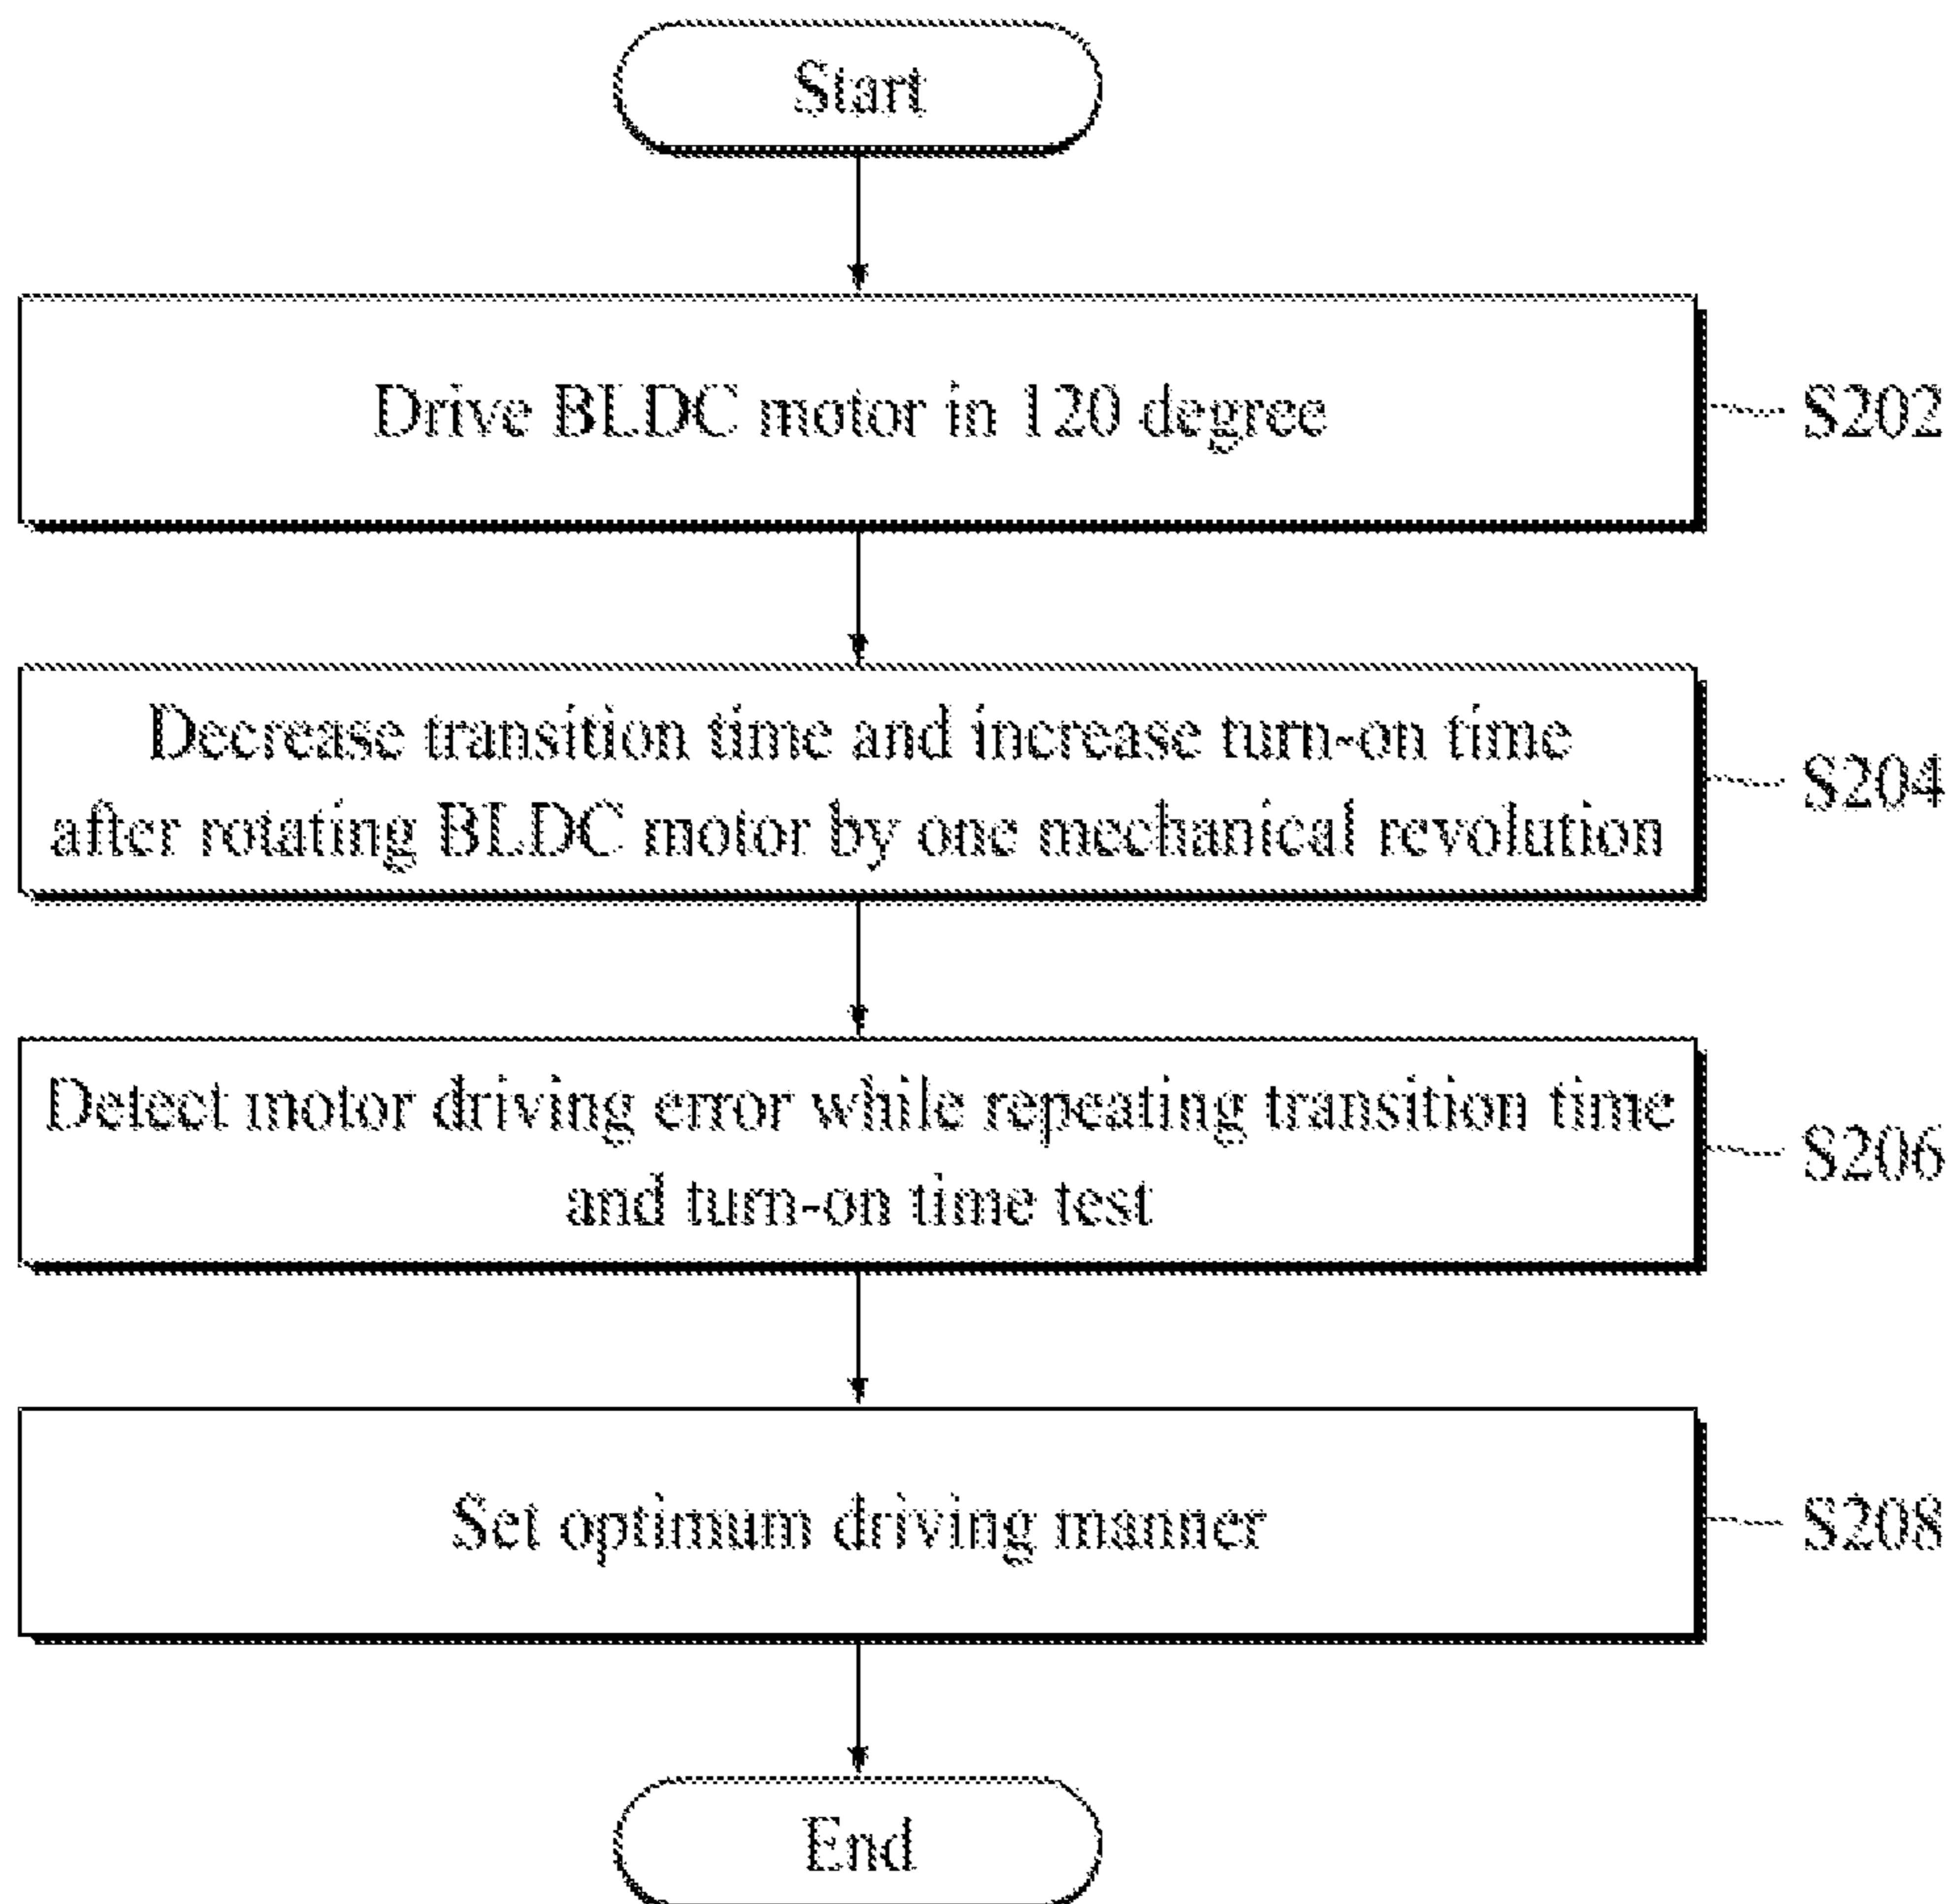 Start
Drive BLDC motor in 120 degree
S202
Decrease transition time and increase turn-on time
after rotating BLDC motor by one mechanical revolution
S204
Detect motor driving error while repeating transition time
and turn-on time test
S206
Set optimum driving manner
S208
End